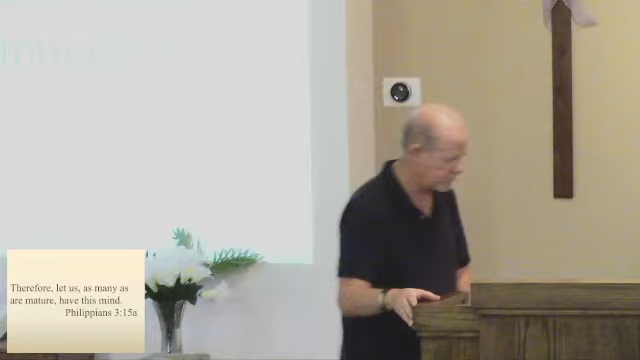 Therefore, let us, as many as
are mature, have this mind.
Philippians 3:15a